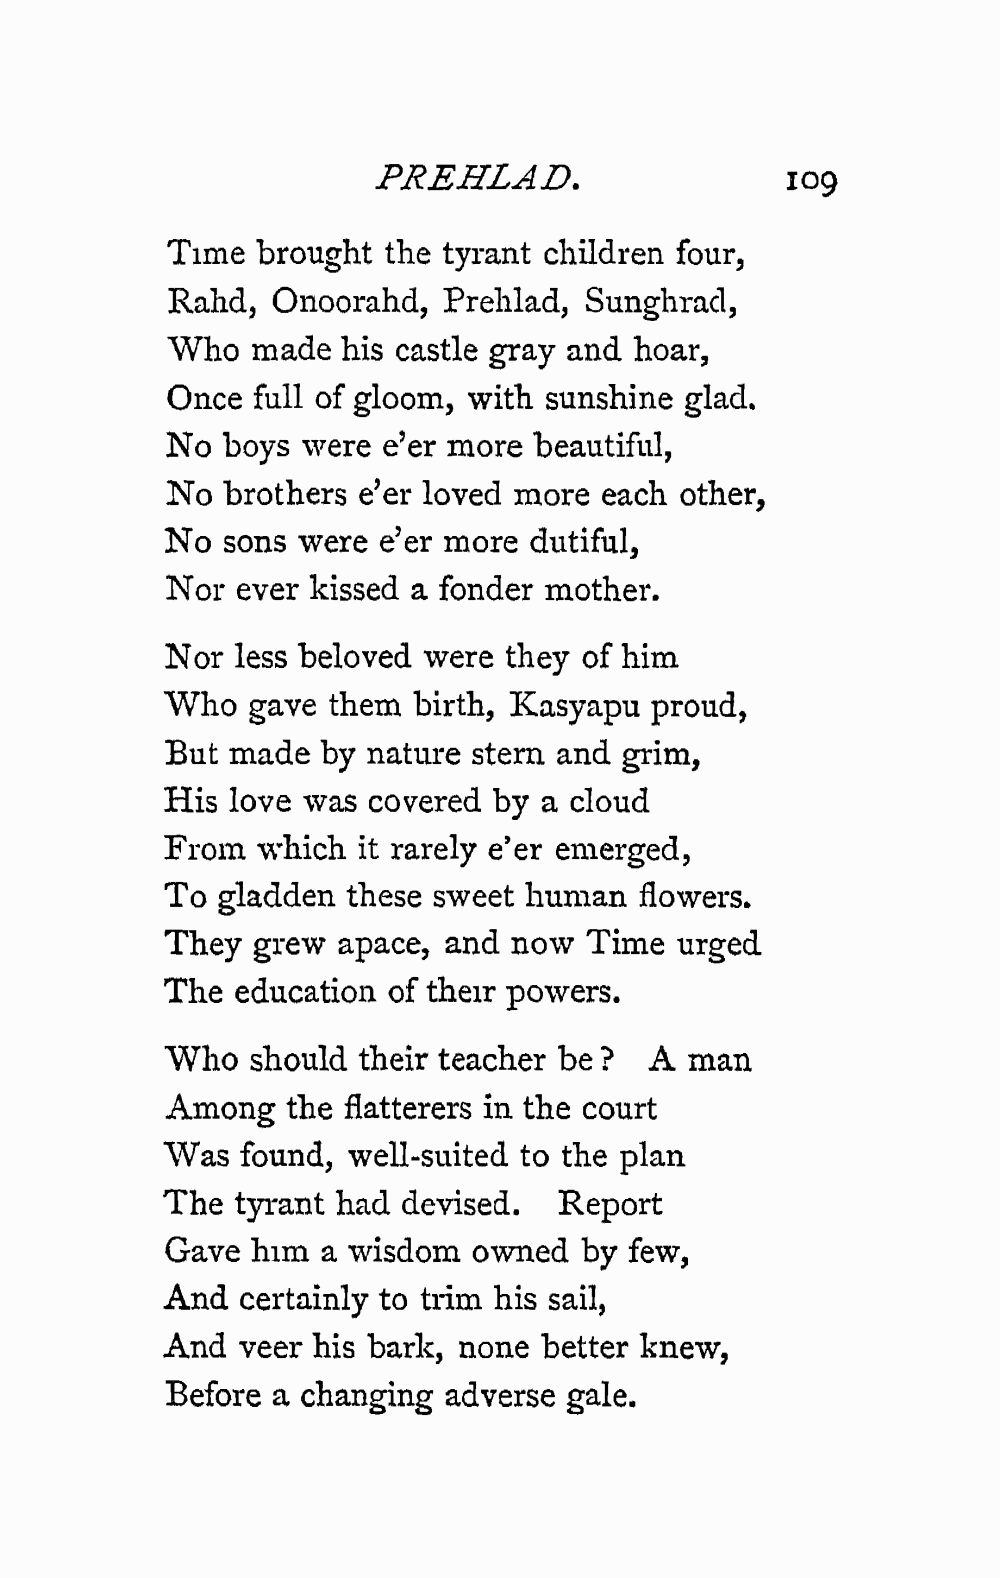 PREHLAD. 109
Time brought the tyrant children four,
Rahd, Onoorahd, Prehlad, Sunghrad,
Who made his castle gray and hoar,
Once full of gloom, with sunshine glad.
No boys were e'er more beautiful,
No brothers e'er loved more each other,
No sons were e'er more dutiful,
Nor ever kissed a fonder mother.
Nor less beloved were they of him
Who gave them birth, Kasyapu proud,
But made by nature stern and grim,
His love was covered by a cloud
From which it rarely e'er emerged,
To gladden these sweet human flowers.
They grew apace, and now Time urged
The education of their powers.
Who should their teacher be? A man
Among the flatterers in the court
Was found, well-suited to the plan
The tyrant had devised. Report
Gave him a wisdom owned by few,
And certainly to trim his sail,
And veer his bark, none better knew,
Before a changing adverse gale.